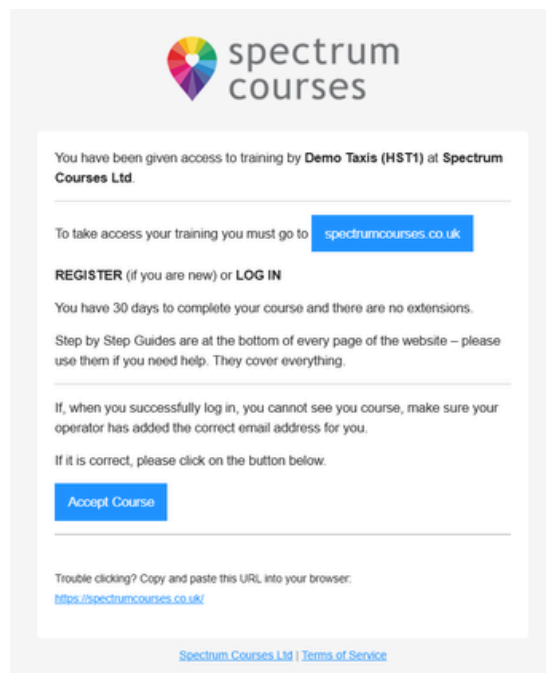 spectrum
courses
You have been given access to training by Demo Taxis (HST1) at Spectrum
Courses Ltd.
To take access your training you must go to spectrumcourses.co.uk
REGISTER (if you are new) or LOG IN
You have 30 days to complete your course and there are no extensions.
Step by Step Guides are at the bottom of every page of the website – please
use them if you need help. They cover everything.
If, when you successfully log in, you cannot see you course, make sure your
operator has added the correct email address for you.
If it is correct, please click on the button below.
Accept Course
Trouble clicking? Copy and paste this URL into your browser:
https://spectrumcourses.co.uk/
Spectrum Courses Ltd | Terms of Service